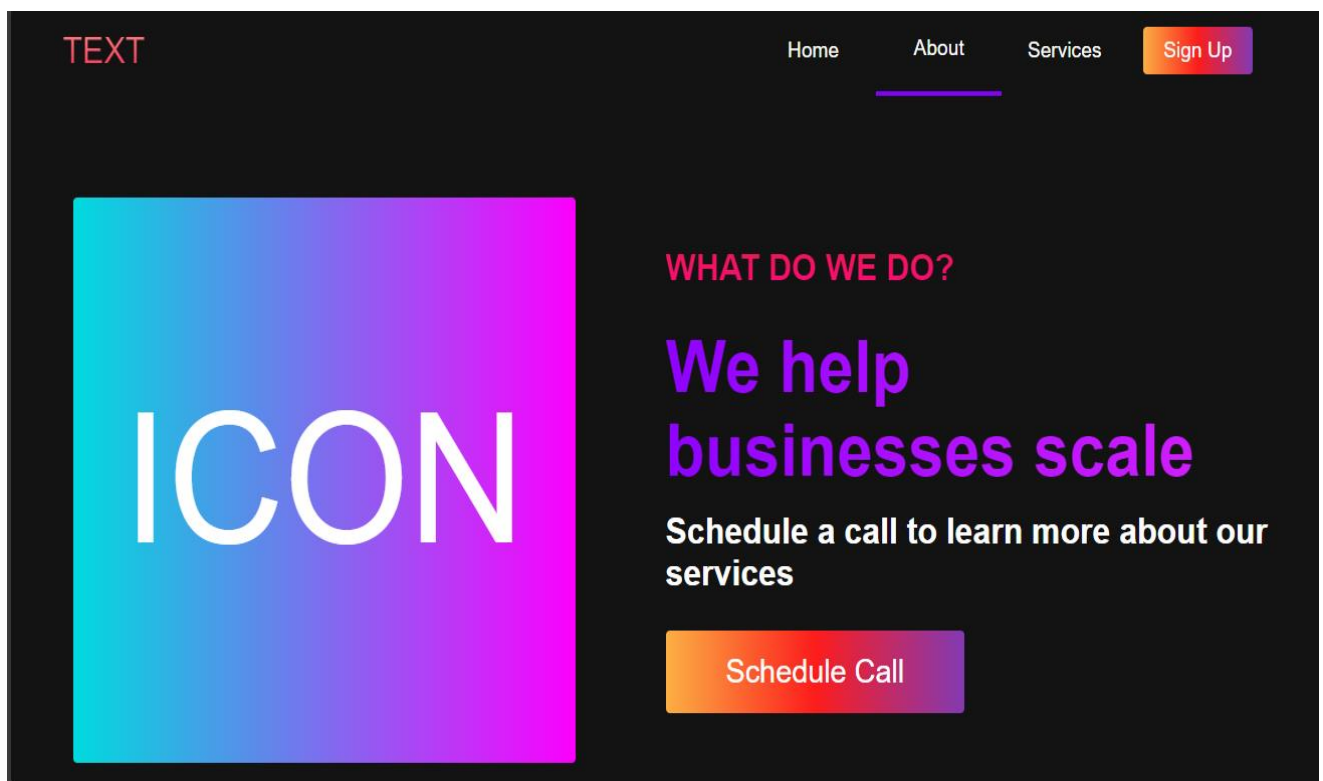 TEXT
Home About Services Sign Up
ICON
WHAT DO WE DO?
We help
businesses scale
Schedule a call to learn more about our
services
Schedule Call